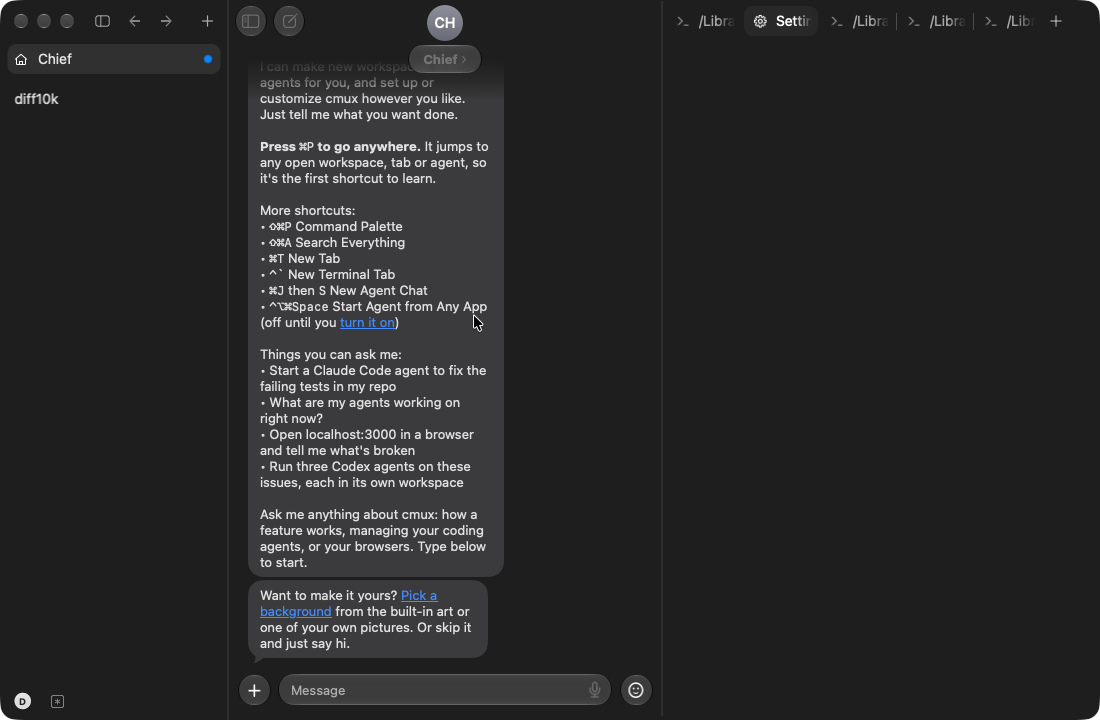 CH
>_ /Libra
Settin
>_ /Libra
>_ /Libra
>_ /Libr
Chief
Chief ›
diff10k
I can make new
agents for you, and set up or
customize cmux however you like.
Just tell me what you want done.
Press ⌘P to go anywhere. It jumps to
any open workspace, tab or agent, so
it's the first shortcut to learn.
More shortcuts:
• ⇧⌘P Command Palette
• ⇧⌘A Search Everything
• ⌘T New Tab
• ^` New Terminal Tab
• ⌘J then S New Agent Chat
• ^⌥⌘Space Start Agent from Any App
(off until you turn it on)
Things you can ask me:
• Start a Claude Code agent to fix the
failing tests in my repo
• What are my agents working on
right now?
• Open localhost:3000 in a browser
and tell me what's broken
• Run three Codex agents on these
issues, each in its own workspace
Ask me anything about cmux: how a
feature works, managing your coding
agents, or your browsers. Type below
to start.
Want to make it yours? Pick a
background from the built-in art or
one of your own pictures. Or skip it
and just say hi.
Message
D